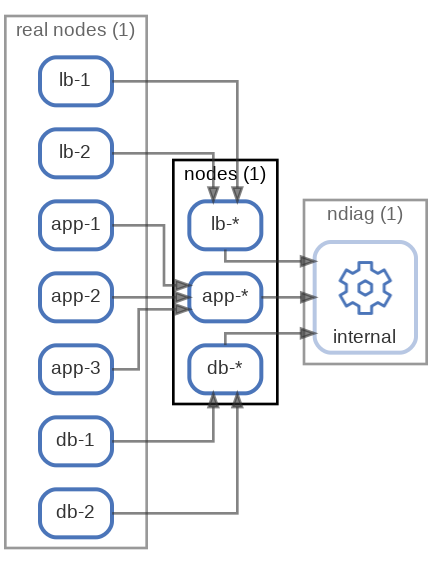 real nodes (1)
lb-1
lb-2
app-1
app-2
app-3
db-1
db-2
nodes (1)
lb-*
app-*
db-*
ndiag (1)
internal